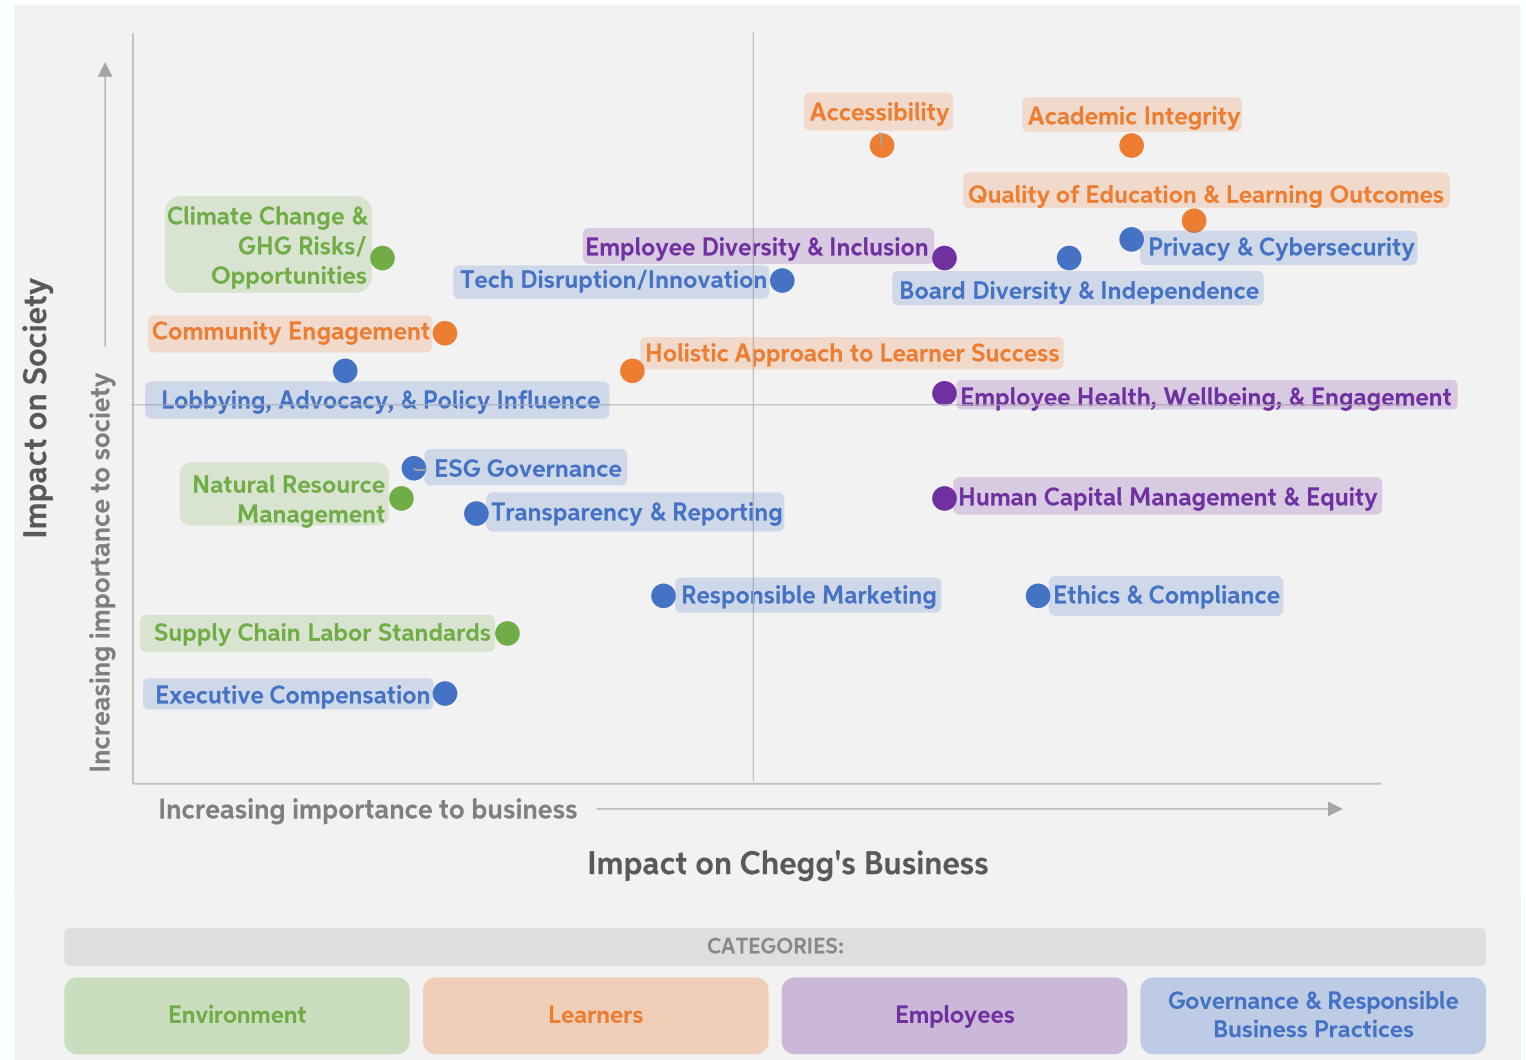 Accessibility
Academic Integrity
Quality of Education & Learning Outcomes
Climate Change &
GHG Risks/
Opportunities
Employee Diversity & Inclusion
Privacy & Cybersecurity
Tech Disruption/Innovation
Board Diversity & Independence
Community Engagement
Holistic Approach to Learner Success
Lobbying, Advocacy, & Policy Influence
Employee Health, Wellbeing, & Engagement
ESG Governance
Natural Resource
Management
Transparency & Reporting
Human Capital Management & Equity
Responsible Marketing
Ethics & Compliance
Supply Chain Labor Standards
Executive Compensation
Impact on Society
Increasing importance to society
Increasing importance to business
Impact on Chegg's Business
CATEGORIES:
Environment
Learners
Employees
Governance & Responsible
Business Practices